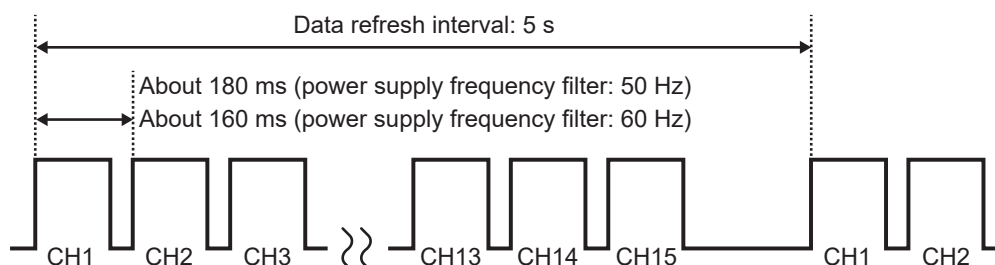 Data refresh interval: 5 s
About 180 ms (power supply frequency filter: 50 Hz)
About 160 ms (power supply frequency filter: 60 Hz)
CH1 CH2 CH3 CH13 CH14 CH15 CH1 CH2